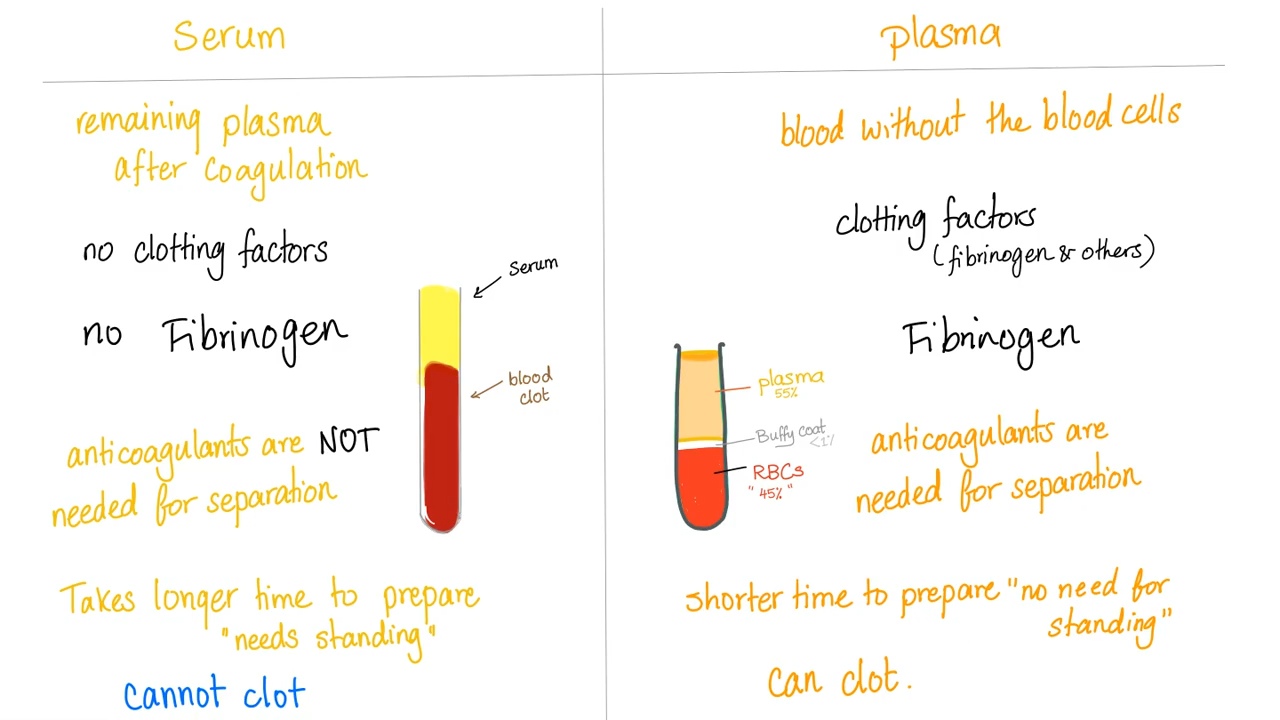 Serum
remaining plasma
after coagulation
no clotting factors
no Fibrinogen
Serum
blood
clot
anticoagulants are NOT
needed for separation
Takes longer time to prepare
"needs standing"
cannot clot
plasma
blood without the blood cells
clotting factors
(fibrinogen & others)
Fibrinogen
plasma
55%
Buffy coat
<1%
RBCs
"45%"
anticoagulants are
needed for separation
shorter time to prepare "no need for
standing"
can clot.